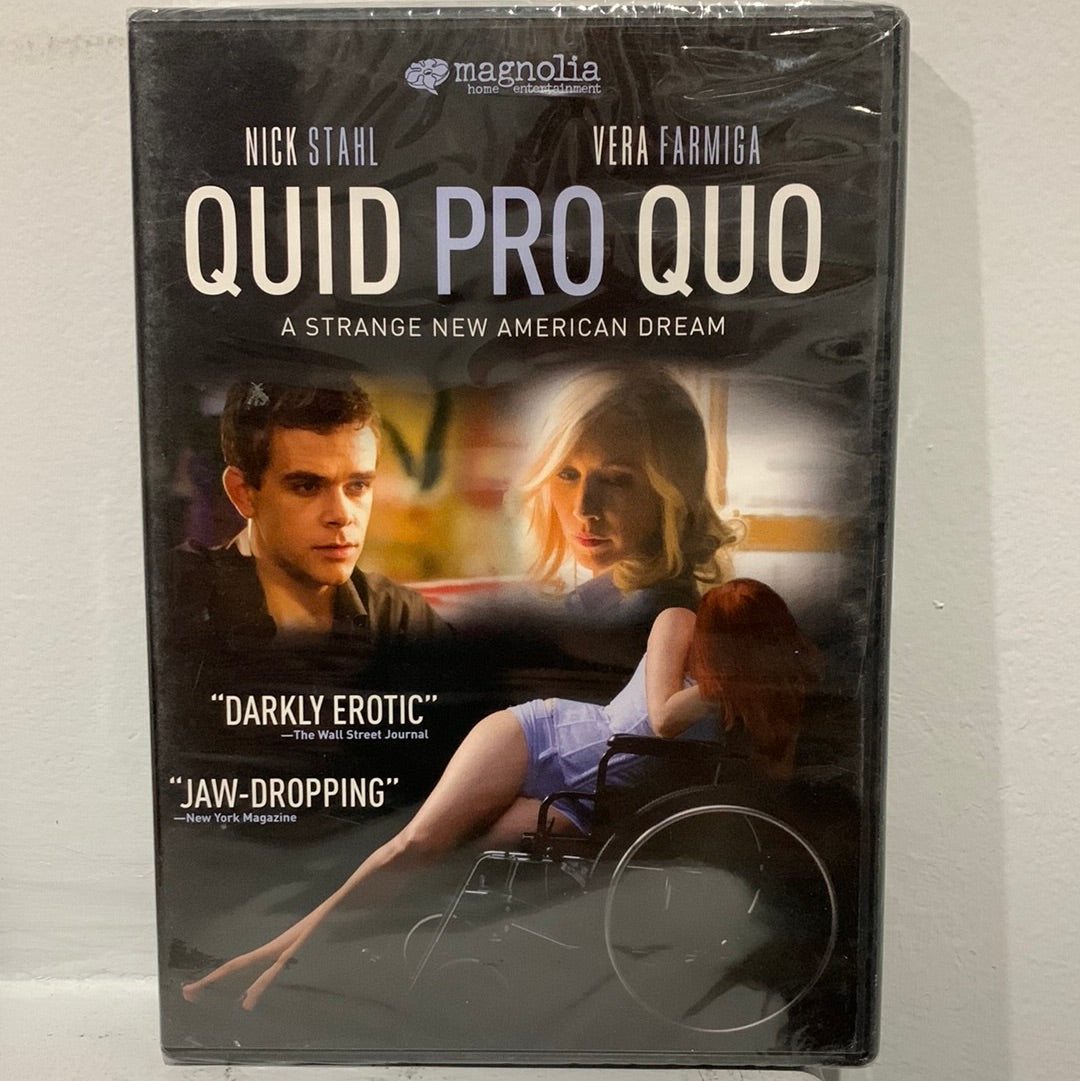 magnolia
home entertainment
NICK STAHL VERA FARMIGA
QUID PRO QUO
A STRANGE NEW AMERICAN DREAM
“DARKLY EROTIC”
—The Wall Street Journal
“JAW-DROPPING”
—New York Magazine